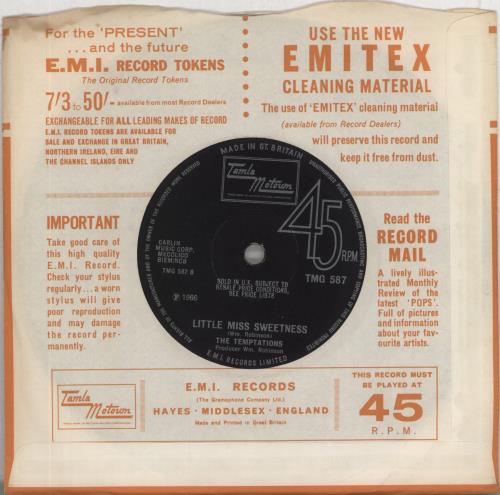 For the 'PRESENT'
...and the future
E.M.I. RECORD TOKENS
The Original Record Tokens
7/3 to 50/- available from most Record Dealers
EXCHANGEABLE FOR ALL LEADING MAKES OF RECORD
E.M.I. RECORD TOKENS ARE AVAILABLE FOR
SALE AND EXCHANGE IN GREAT BRITAIN,
NORTHERN IRELAND, EIRE AND
THE CHANNEL ISLANDS ONLY
USE THE NEW
EMITEX
CLEANING MATERIAL
The use of 'EMITEX' cleaning material
(available from Record Dealers)
will preserve this record and
keep it free from dust.
IMPORTANT
Take good care of
this high quality
E.M.I. Record.
Check your stylus
regularly... a worn
stylus will give
poor reproduction
and may damage
the record per-
manently.
MADE IN GT. BRITAIN
Tamla
Motown
45
RPM
TMG 587
CARLIN
MUSIC CORP.
MECOLICO
BIEM/NCB
TMG 587 B
℗ 1966
SOLD IN U.K. SUBJECT TO
RESALE PRICE CONDITIONS,
SEE PRICE LISTS
LITTLE MISS SWEETNESS
(Wm. Robinson)
THE TEMPTATIONS
Producer Wm. Robinson
E.M.I. RECORDS LIMITED
Read the
RECORD
MAIL
A lively illus-
trated Monthly
Review of the
latest 'POPS'.
Full of pictures
and information
about your fav-
ourite artists.
Tamla
Motown
E.M.I. RECORDS
(The Gramophone Company Ltd.)
HAYES · MIDDLESEX · ENGLAND
Made and Printed in Great Britain
THIS RECORD MUST
BE PLAYED AT
45
R.P.M.